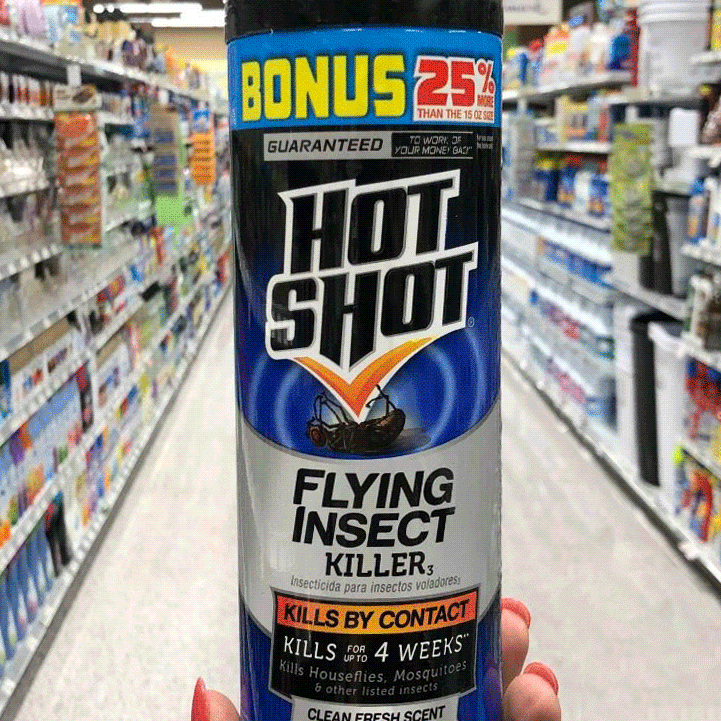 BONUS 25% MORE
THAN THE 15 OZ SIZE
GUARANTEED TO WORK, OR
YOUR MONEY BACK
HOT
SHOT®
FLYING
INSECT
KILLER3
Insecticida para insectos voladores3
KILLS BY CONTACT
KILLS FOR UP TO 4 WEEKS**
Kills Houseflies, Mosquitoes
& other listed insects
CLEAN FRESH SCENT